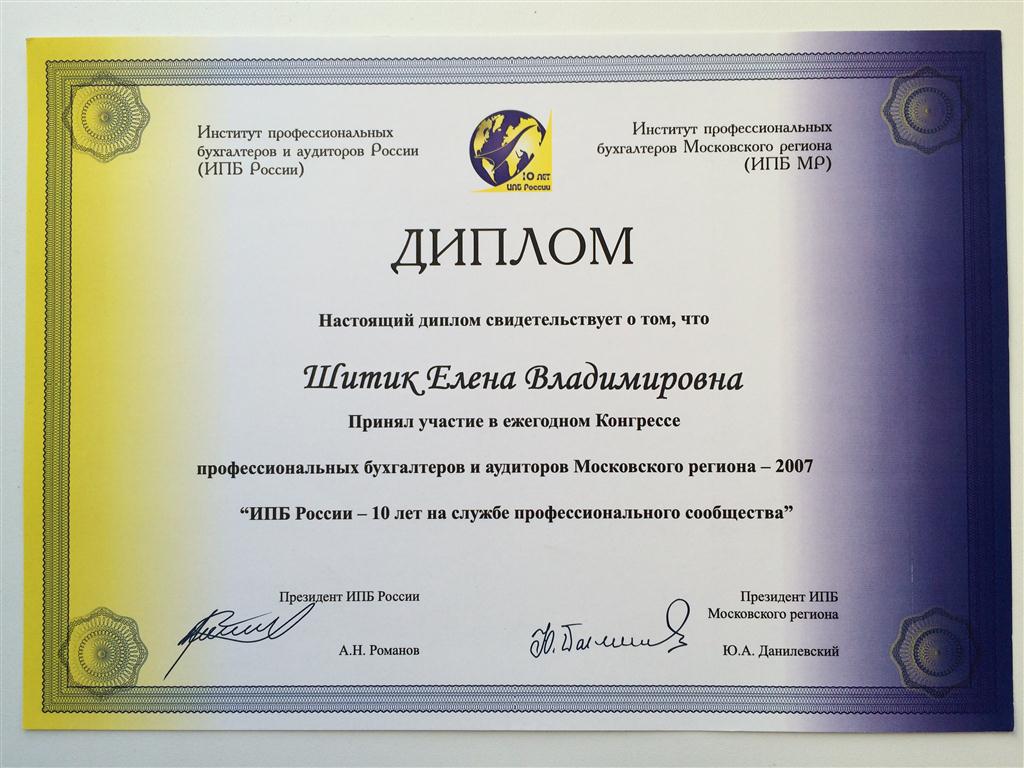 Институт профессиональных
бухгалтеров и аудиторов России
(ИПБ России)
Институт профессиональных
бухгалтеров Московского региона
(ИПБ МР)
10 ЛЕТ
ИПБ России
ДИПЛОМ
Настоящий диплом свидетельствует о том, что
Шитик Елена Владимировна
Принял участие в ежегодном Конгрессе
профессиональных бухгалтеров и аудиторов Московского региона – 2007
“ИПБ России – 10 лет на службе профессионального сообщества”
Президент ИПБ России
А.Н. Романов
Президент ИПБ
Московского региона
Ю.А. Данилевский